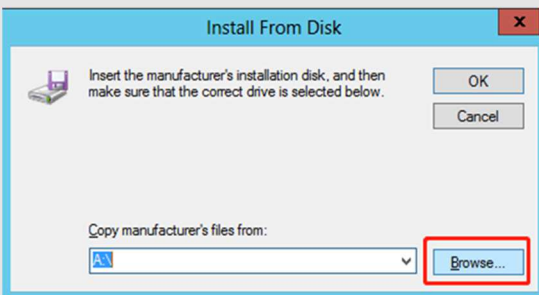 Install From Disk
x
Insert the manufacturer's installation disk, and then
make sure that the correct drive is selected below.
OK
Cancel
Copy manufacturer's files from:
A:\
Browse...